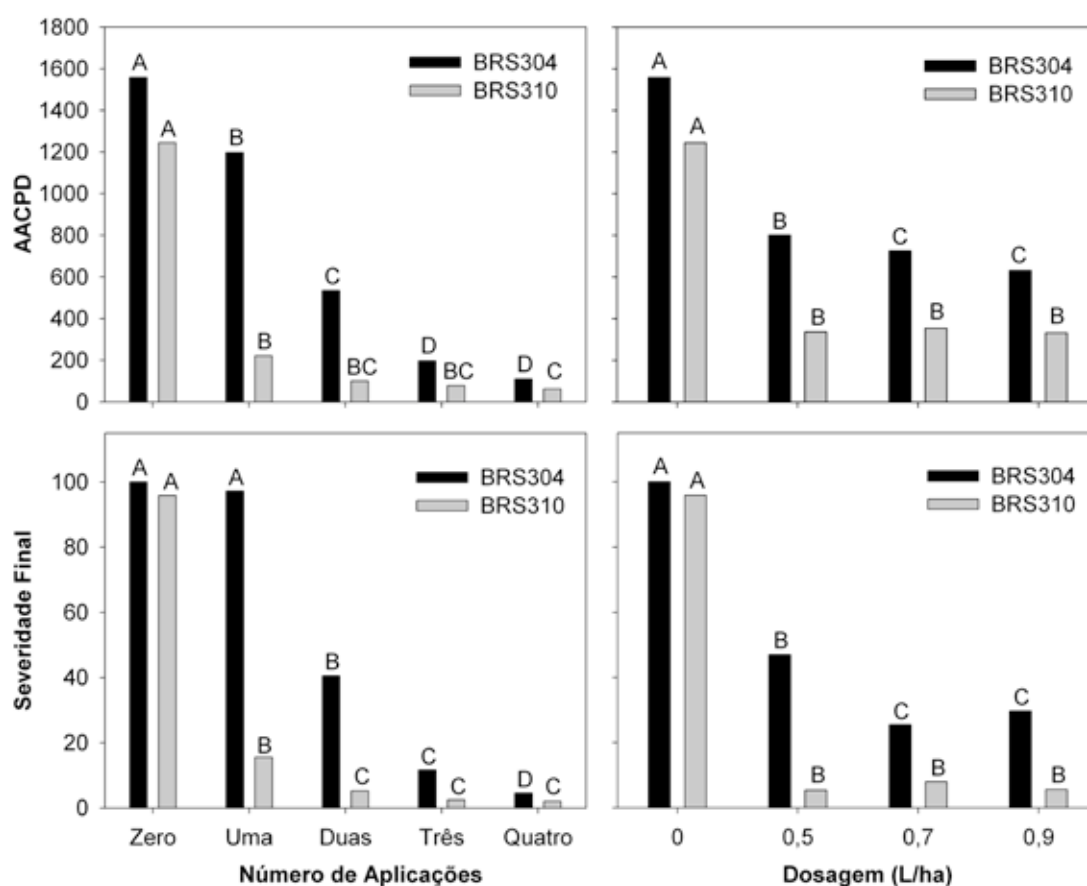 1800
1600
1400
1200
1000
800
600
400
200
0
AACPD
BRS304
BRS310
A
A
B
B
C
BC
D
BC
D
C
BRS304
BRS310
A
A
B
B
C
B
C
B
100
80
60
40
20
0
Severidade Final
BRS304
BRS310
A
A
A
B
B
C
C
C
D
C
Zero
Uma
Duas
Três
Quatro
Número de Aplicações
BRS304
BRS310
A
A
B
B
C
B
C
B
0
0,5
0,7
0,9
Dosagem (L/ha)